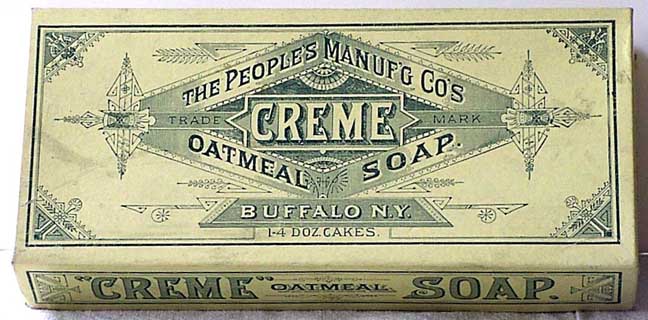 THE PEOPLE'S MANUF'G CO'S
TRADE MARK
CREME
OATMEAL SOAP.
BUFFALO N.Y.
1-4 DOZ. CAKES.
"CREME" OATMEAL SOAP.